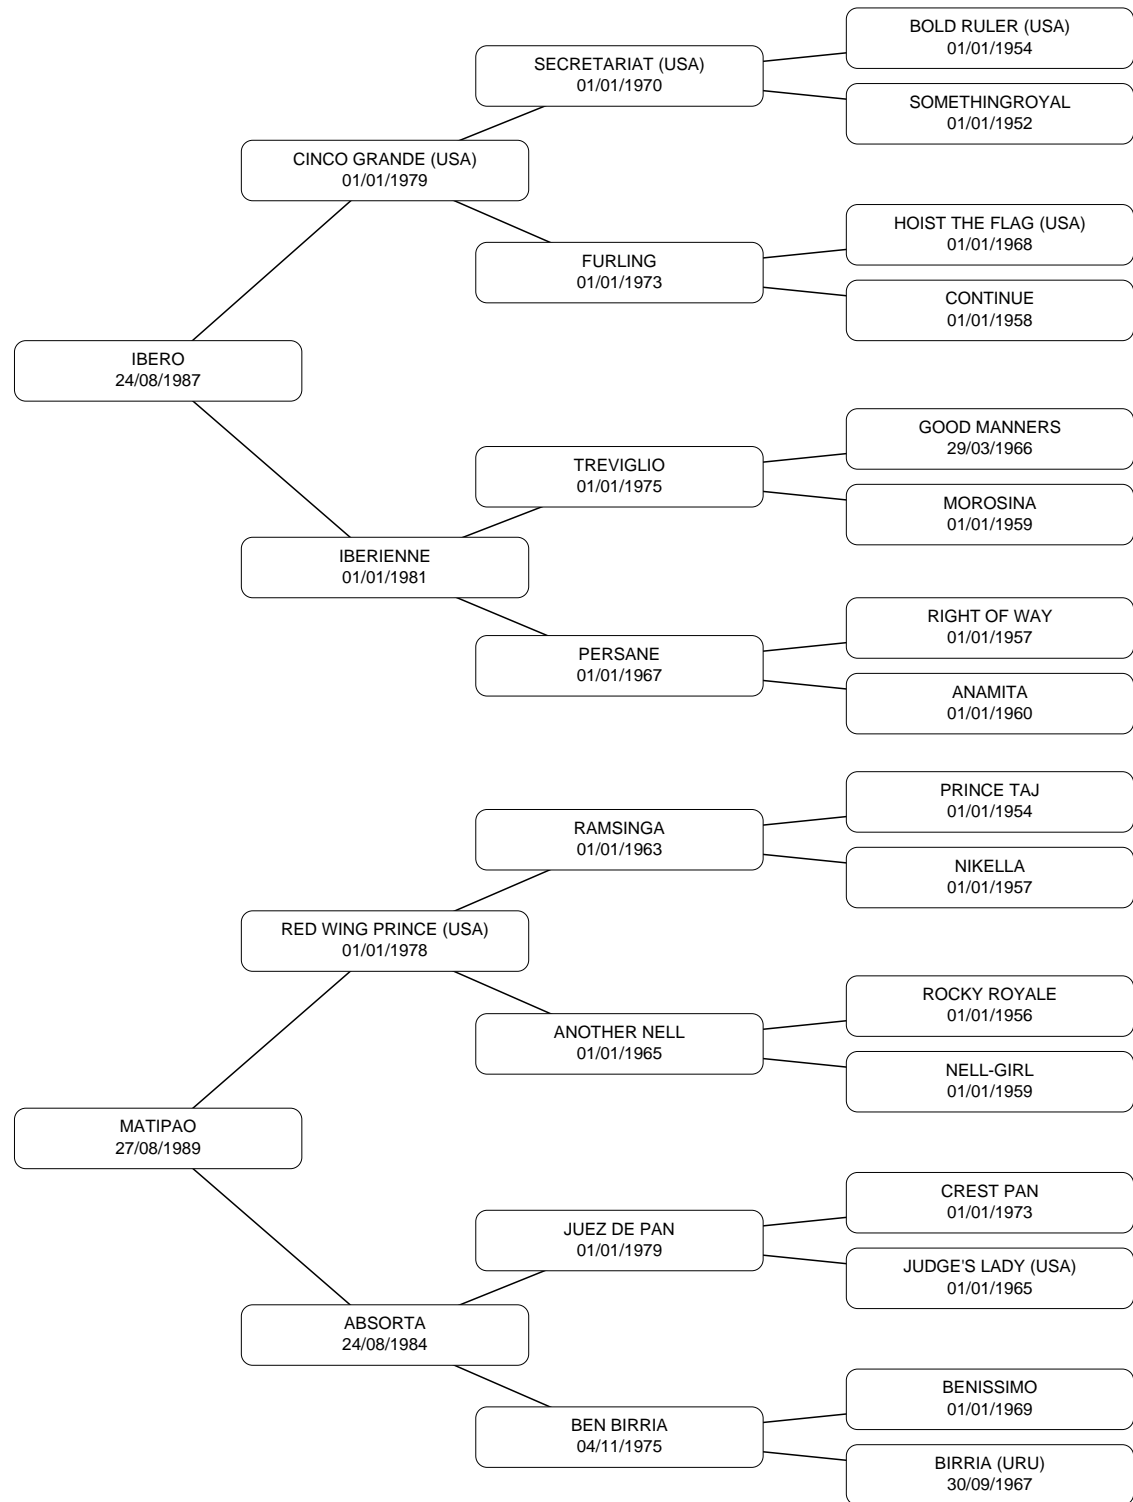 BOLD RULER (USA)
01/01/1954
SECRETARIAT (USA)
01/01/1970
SOMETHINGROYAL
01/01/1952
CINCO GRANDE (USA)
01/01/1979
HOIST THE FLAG (USA)
01/01/1968
FURLING
01/01/1973
CONTINUE
01/01/1958
IBERO
24/08/1987
GOOD MANNERS
29/03/1966
TREVIGLIO
01/01/1975
MOROSINA
01/01/1959
IBERIENNE
01/01/1981
RIGHT OF WAY
01/01/1957
PERSANE
01/01/1967
ANAMITA
01/01/1960
PRINCE TAJ
01/01/1954
RAMSINGA
01/01/1963
NIKELLA
01/01/1957
RED WING PRINCE (USA)
01/01/1978
ROCKY ROYALE
01/01/1956
ANOTHER NELL
01/01/1965
NELL-GIRL
01/01/1959
MATIPAO
27/08/1989
CREST PAN
01/01/1973
JUEZ DE PAN
01/01/1979
JUDGE'S LADY (USA)
01/01/1965
ABSORTA
24/08/1984
BENISSIMO
01/01/1969
BEN BIRRIA
04/11/1975
BIRRIA (URU)
30/09/1967